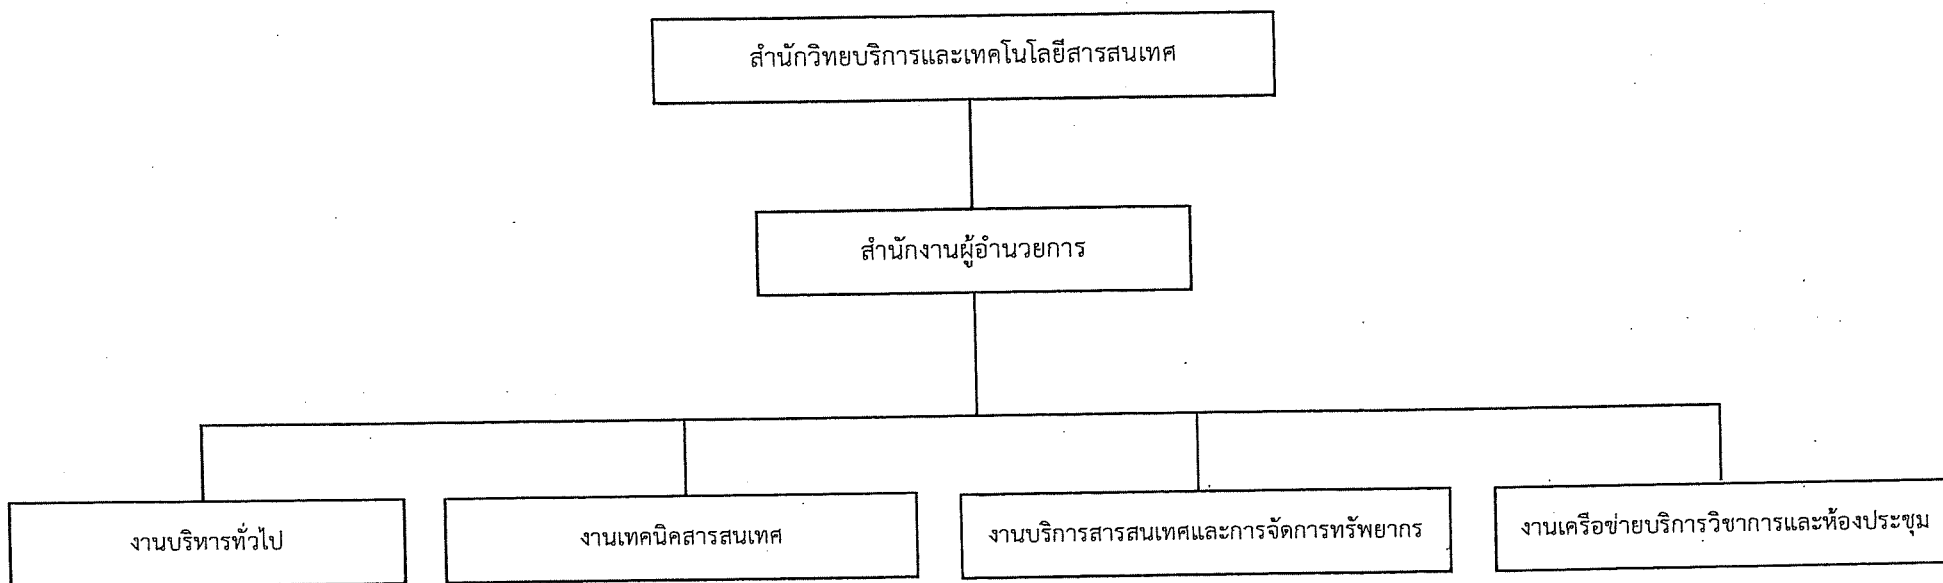 สำนักวิทยบริการและเทคโนโลยีสารสนเทศ
สำนักงานผู้อำนวยการ
งานบริหารทั่วไป
งานเทคนิคสารสนเทศ
งานบริการสารสนเทศและการจัดการทรัพยากร
งานเครือข่ายบริการวิชาการและห้องประชุม